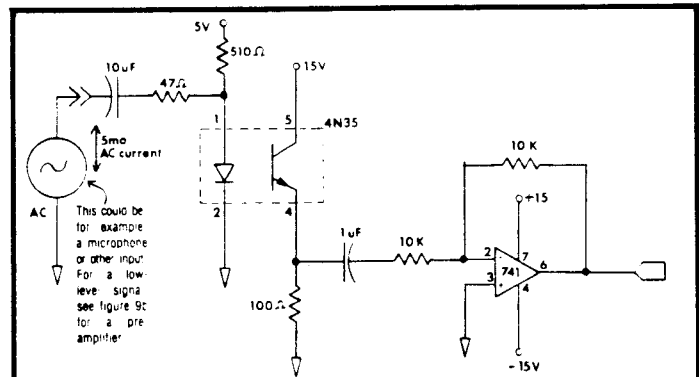 5V
510Ω
15V
10uF
47Ω
1
5
4N35
5ma
AC current
AC
2
4
10 K
+15
This could be
for example
a microphone
or other input
For a low-
level signal
see figure 9b
for a pre
amplifier
1uF
10K
2
7
741
6
3
4
100Ω
-15V